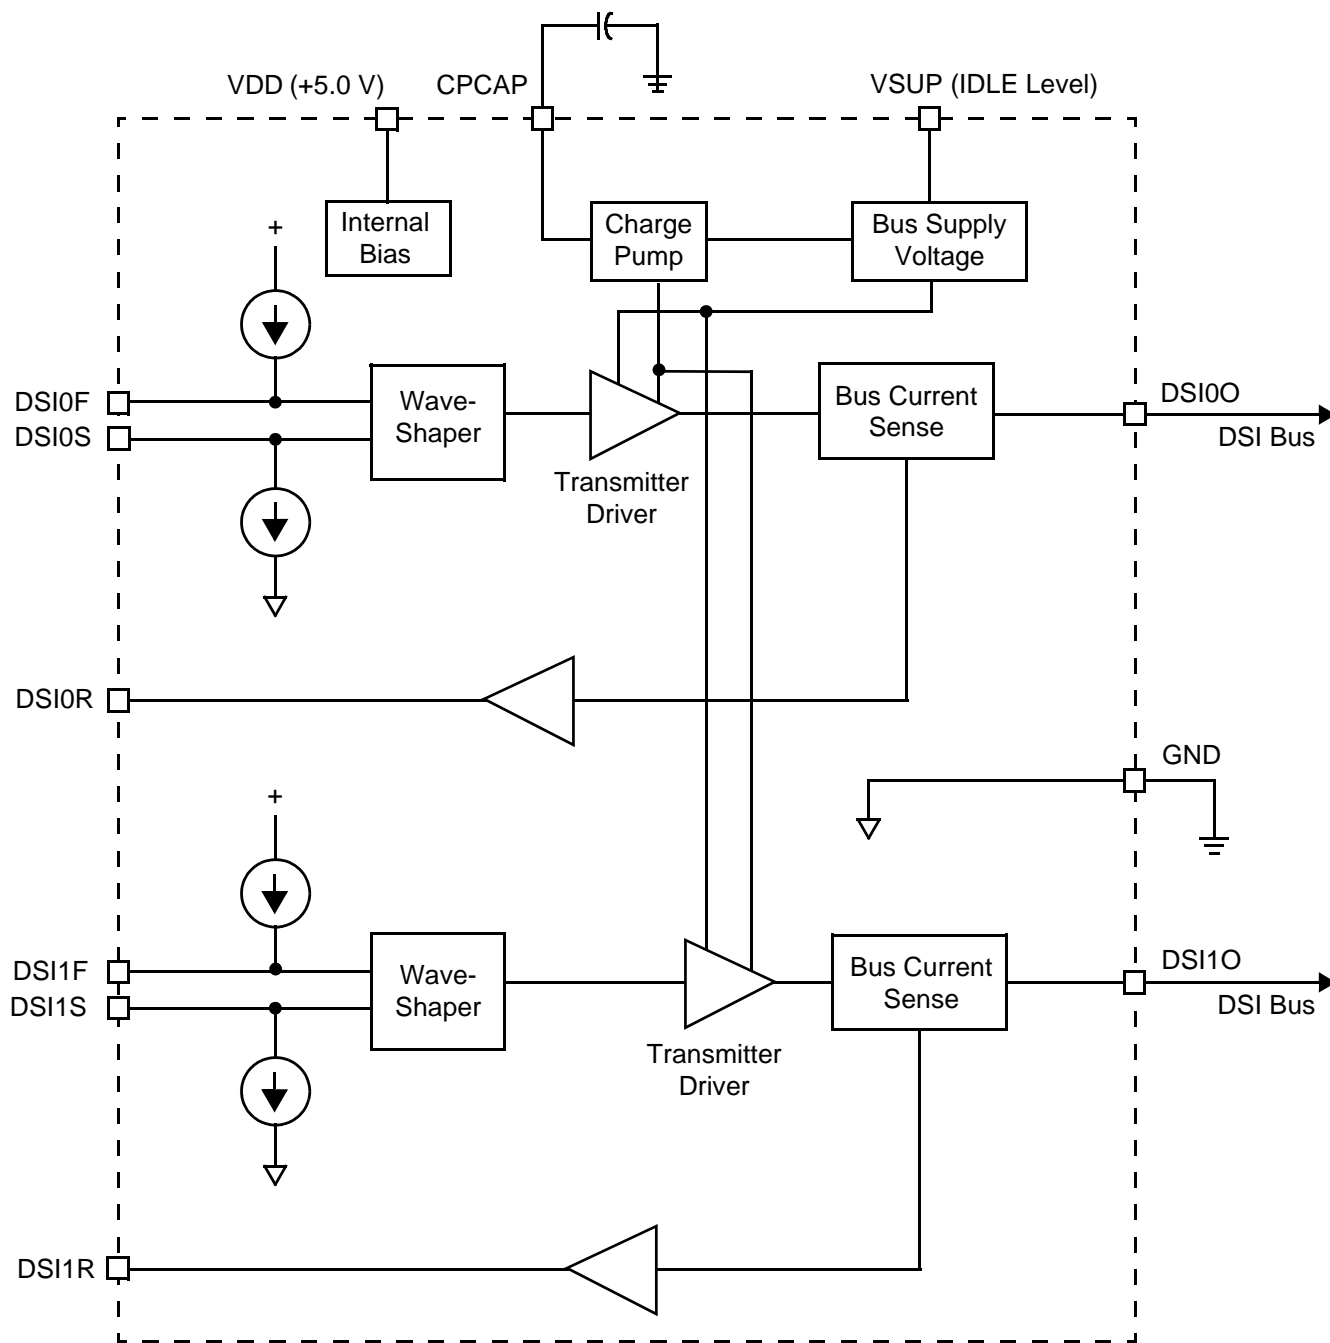 VDD (+5.0 V)
CPCAP
VSUP (IDLE Level)
Internal
Bias
Charge
Pump
Bus Supply
Voltage
+
DSI0F
DSI0S
Wave-
Shaper
Transmitter
Driver
Bus Current
Sense
DSI0O
DSI Bus
DSI0R
GND
+
DSI1F
DSI1S
Wave-
Shaper
Transmitter
Driver
Bus Current
Sense
DSI1O
DSI Bus
DSI1R